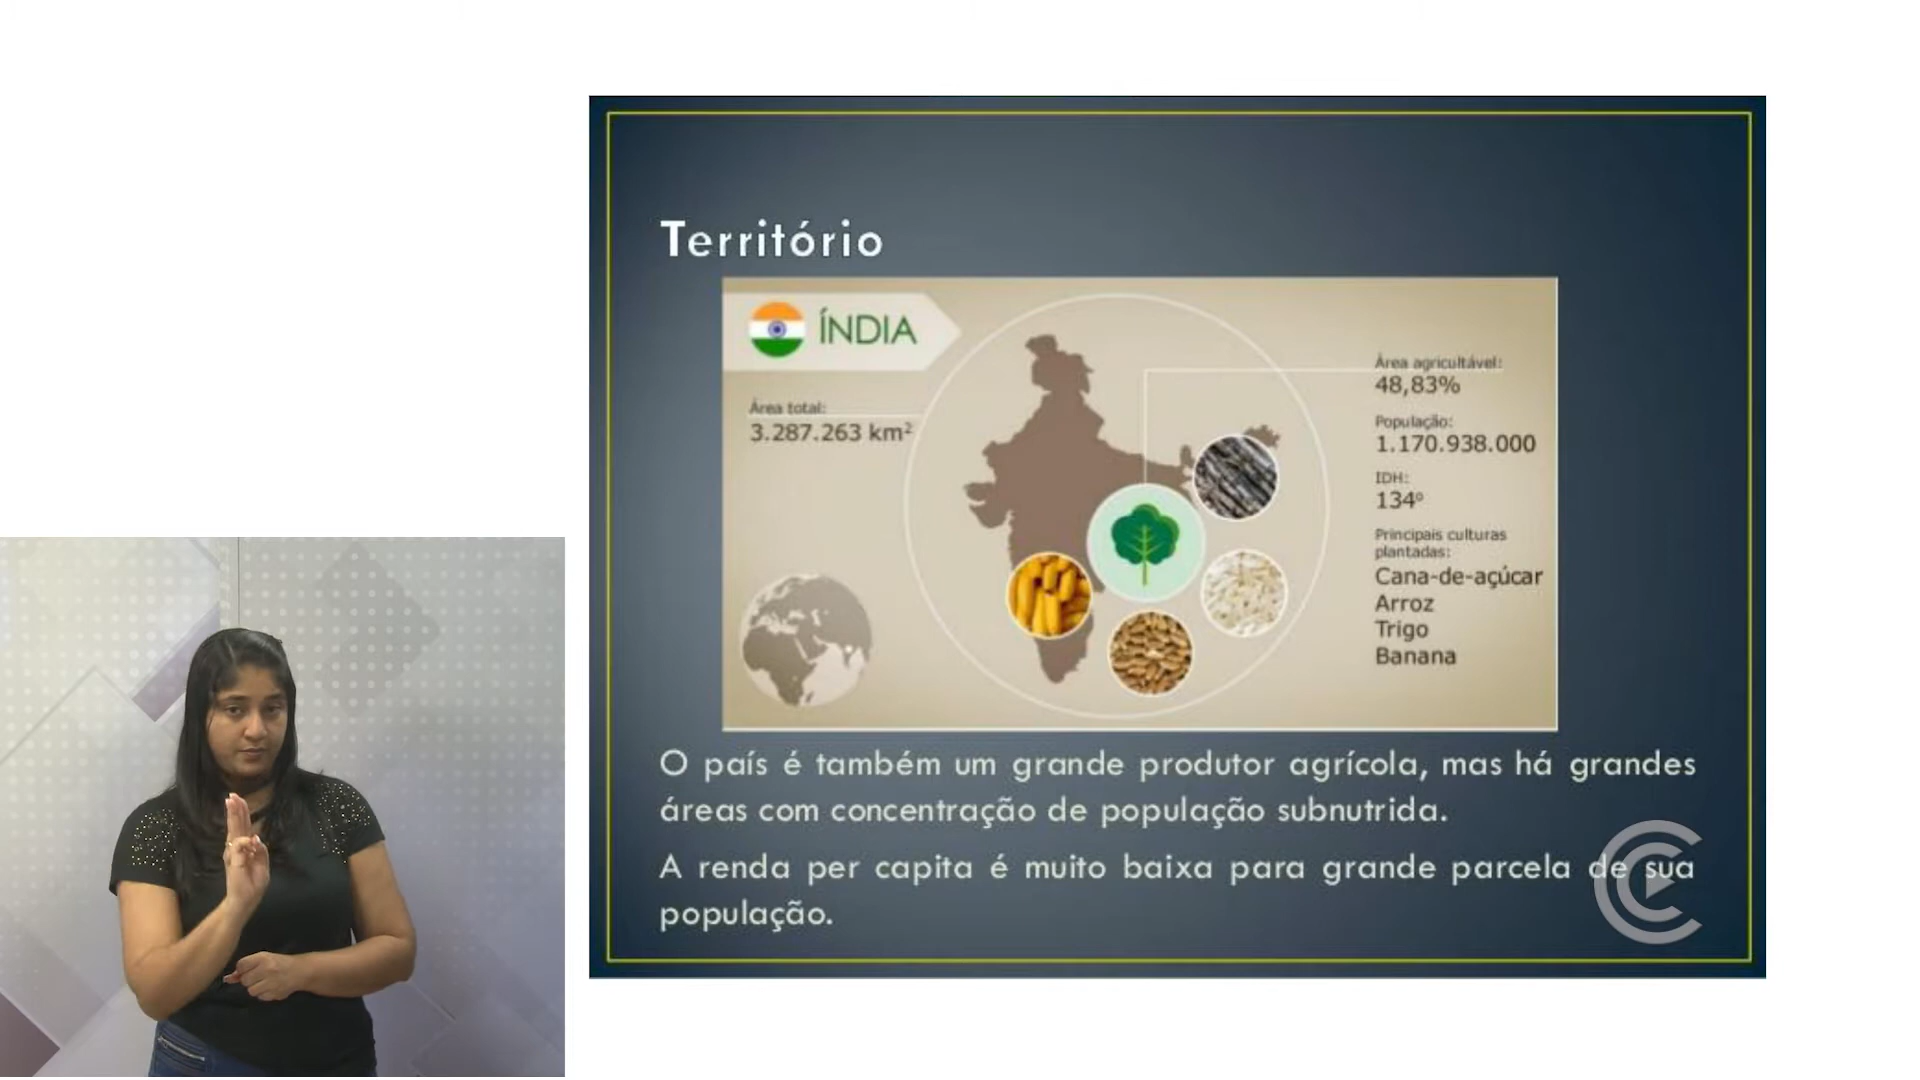 Território
ÍNDIA
Área total:
3.287.263 km²
Área agricultável:
48,83%
População:
1.170.938.000
IDH:
134º
Principais culturas
plantadas:
Cana-de-açúcar
Arroz
Trigo
Banana
O país é também um grande produtor agrícola, mas há grandes
áreas com concentração de população subnutrida.
A renda per capita é muito baixa para grande parcela de sua
população.